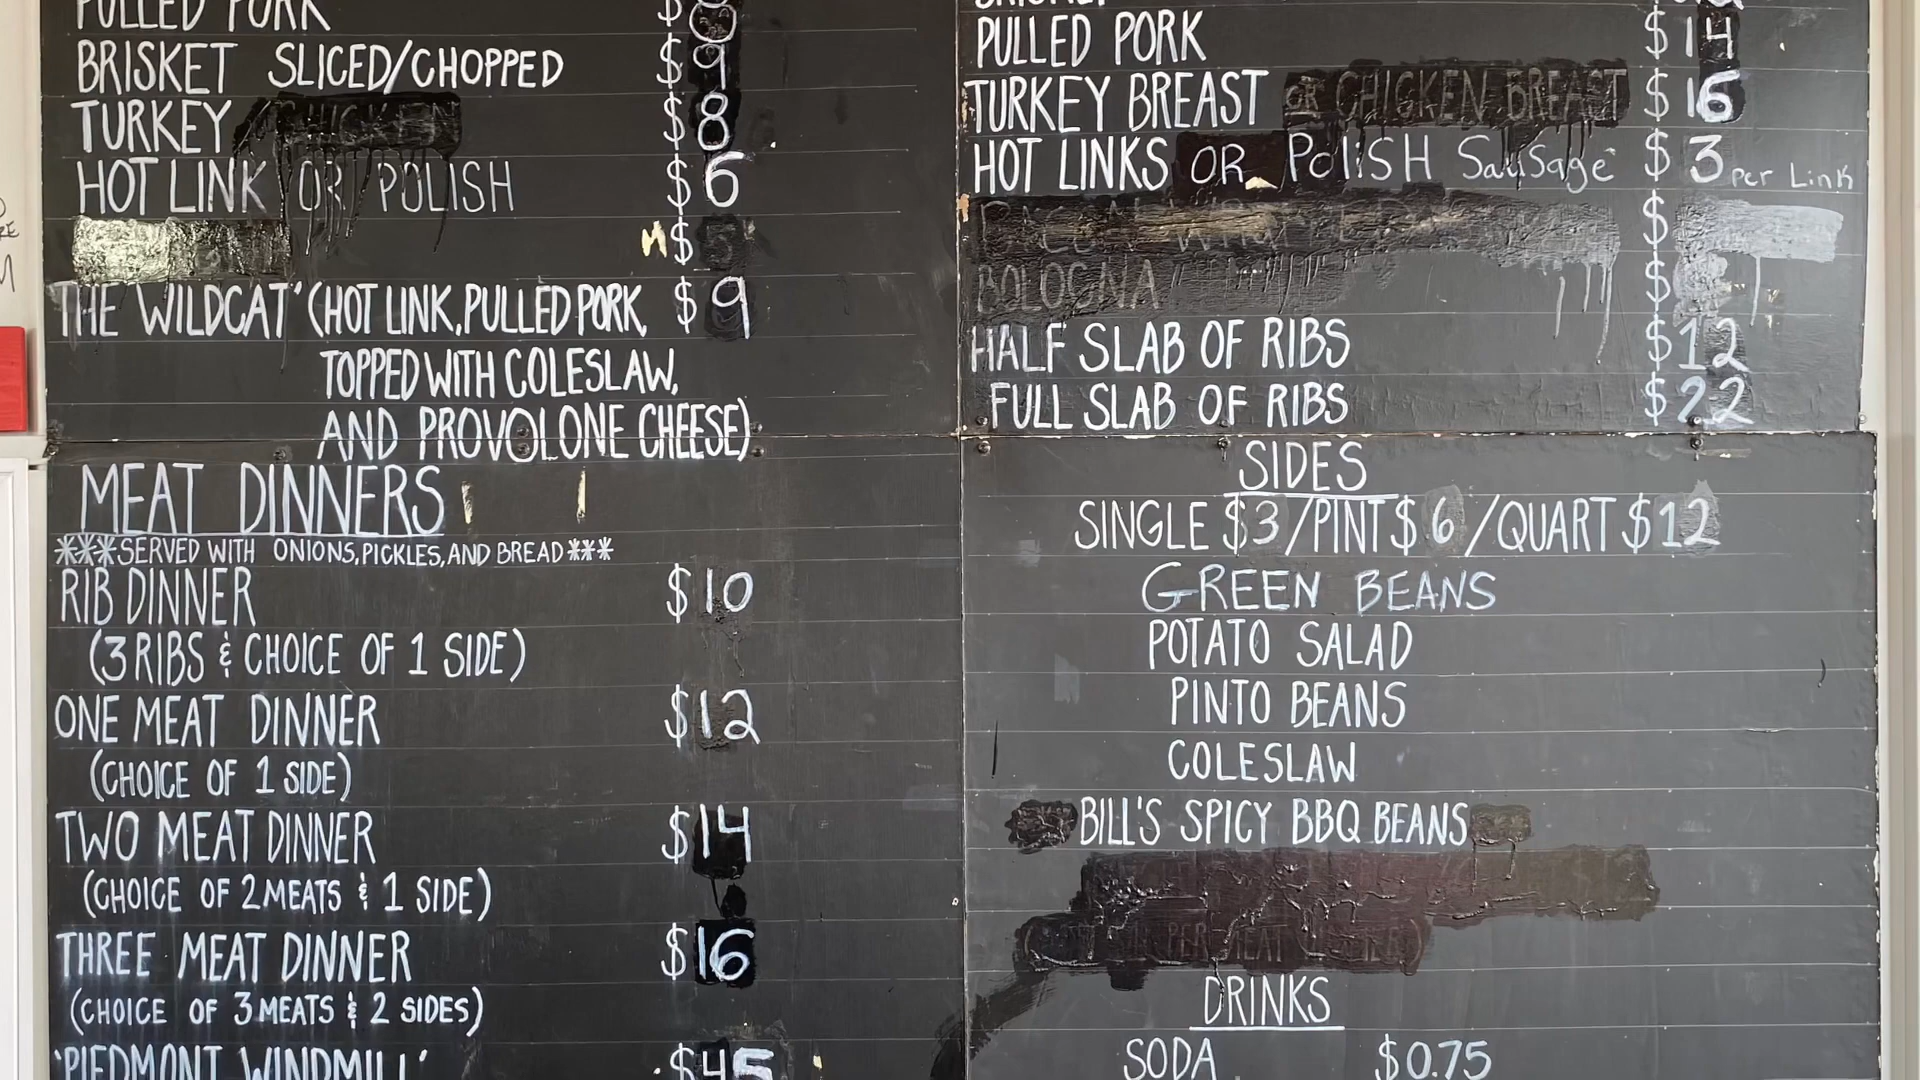 PULLED PORK $
BRISKET SLICED/CHOPPED $9
TURKEY $8
HOT LINK OR POLISH $6
$
THE WILDCAT" (HOT LINK, PULLED PORK, $9
TOPPED WITH COLESLAW,
AND PROVOLONE CHEESE)
MEAT DINNERS
***SERVED WITH ONIONS, PICKLES, AND BREAD***
RIB DINNER $10
(3 RIBS & CHOICE OF 1 SIDE)
ONE MEAT DINNER $12
(CHOICE OF 1 SIDE)
TWO MEAT DINNER $14
(CHOICE OF 2 MEATS & 1 SIDE)
THREE MEAT DINNER $16
(CHOICE OF 3 MEATS & 2 SIDES)
"PIEDMONT WINDMILL" $45
PULLED PORK $14
TURKEY BREAST OR CHICKEN BREAST $16
HOT LINKS OR POLISH SauSage $3 per Link
$
BOLOGNA $
HALF SLAB OF RIBS $12
FULL SLAB OF RIBS $22
SIDES
SINGLE $3/PINT $6/QUART $12
GREEN BEANS
POTATO SALAD
PINTO BEANS
COLESLAW
BILL'S SPICY BBQ BEANS
DRINKS
SODA $0.75